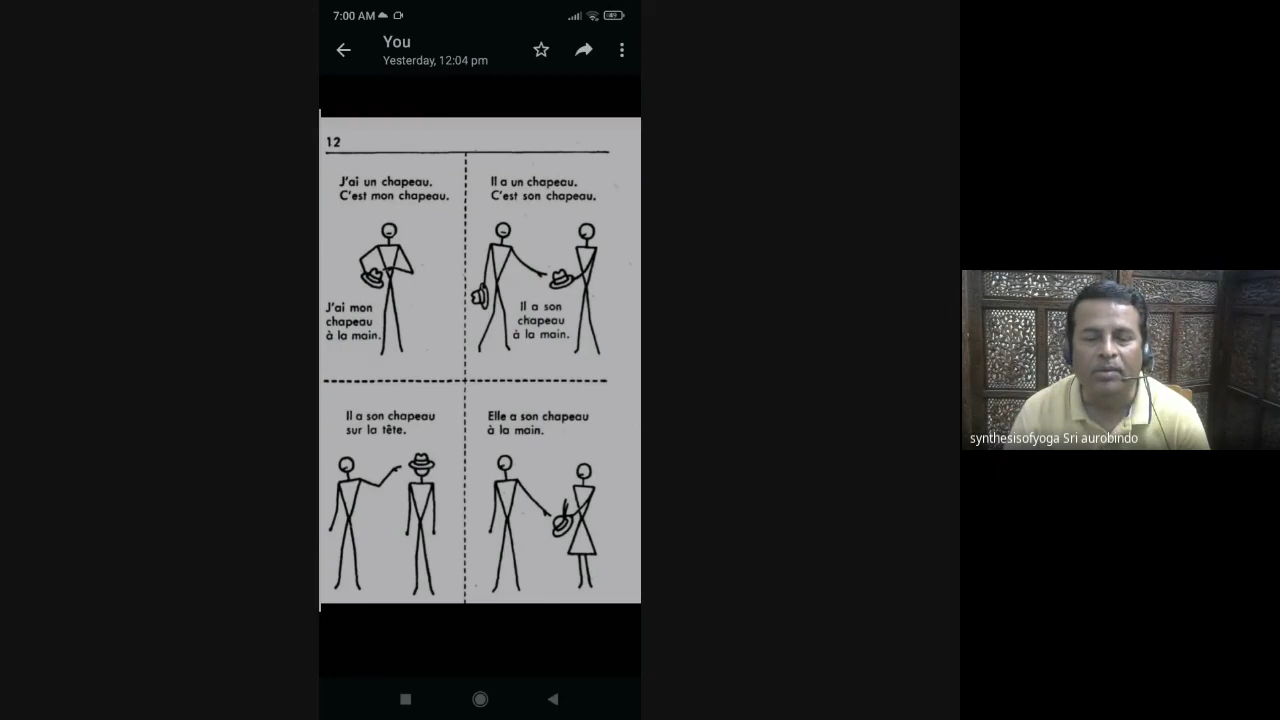 7:00 AM
49
You
Yesterday, 12:04 pm
12
J'ai un chapeau.
C'est mon chapeau.
J'ai mon
chapeau
à la main.
Il a un chapeau.
C'est son chapeau.
Il a son
chapeau
à la main.
Il a son chapeau
sur la tête.
Elle a son chapeau
à la main.
synthesisofyoga Sri aurobindo